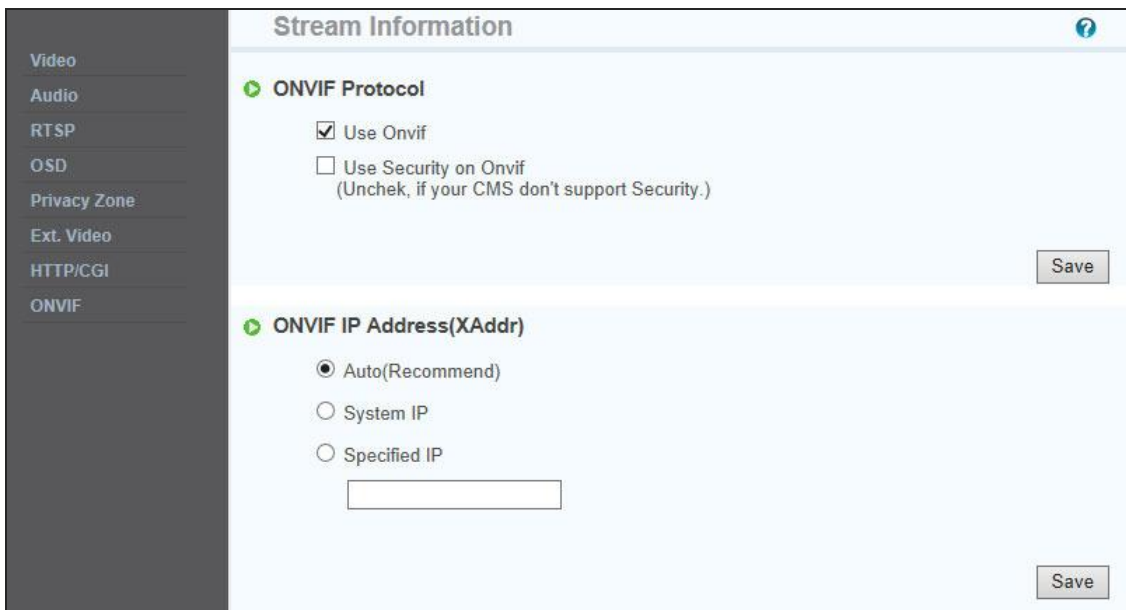 Stream Information
Video
Audio
RTSP
OSD
Privacy Zone
Ext. Video
HTTP/CGI
ONVIF
ONVIF Protocol
Use Onvif
Use Security on Onvif
(Unchek, if your CMS don't support Security.)
Save
ONVIF IP Address(XAddr)
Auto(Recommend)
System IP
Specified IP
Save